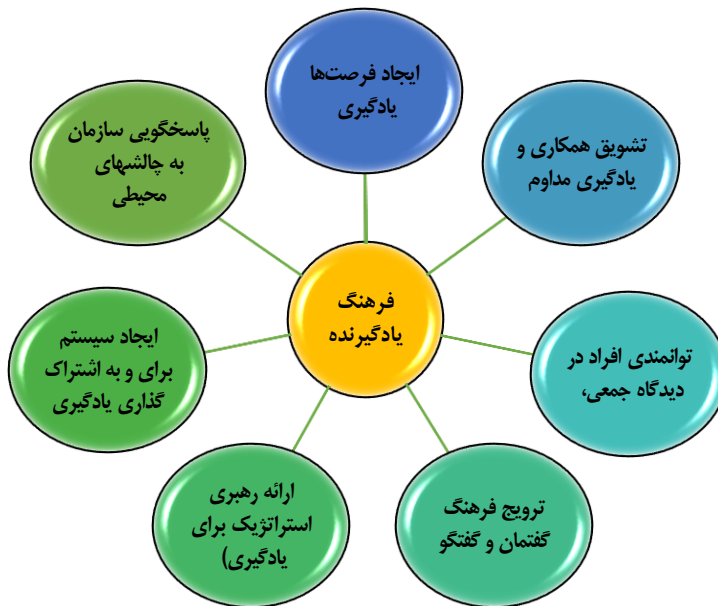 ایجاد فرصت‌ها
یادگیری
تشویق همکاری و
یادگیری مداوم
توانمندی افراد در
دیدگاه جمعی،
ترویج فرهنگ
گفتمان و گفتگو
ارائه رهبری
استراتژیک برای
یادگیری)
ایجاد سیستم
برای و به اشتراک
گذاری یادگیری
پاسخگویی سازمان
به چالشهای
محیطی
فرهنگ
یادگیرنده